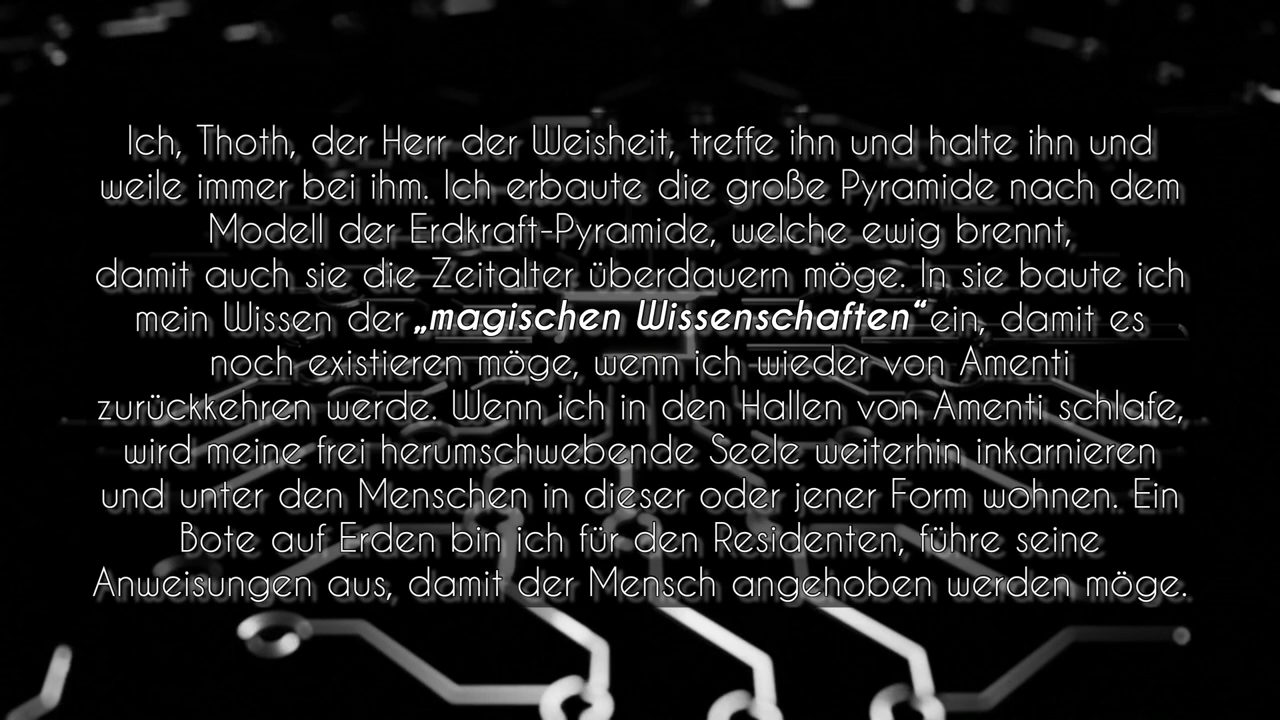 Ich, Thoth, der Herr der Weisheit, treffe ihn und halte ihn und
weile immer bei ihm. Ich erbaute die große Pyramide nach dem
Modell der Erdkraft-Pyramide, welche ewig brennt,
damit auch sie die Zeitalter überdauern möge. In sie baute ich
mein Wissen der „magischen Wissenschaften“ ein, damit es
noch existieren möge, wenn ich wieder von Amenti
zurückkehren werde. Wenn ich in den Hallen von Amenti schlafe,
wird meine frei herumschwebende Seele weiterhin inkarnieren
und unter den Menschen in dieser oder jener Form wohnen. Ein
Bote auf Erden bin ich für den Residenten, führe seine
Anweisungen aus, damit der Mensch angehoben werden möge.